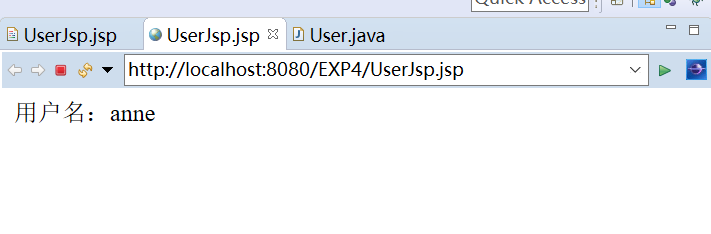 Quick Access
UserJsp.jsp UserJsp.jsp User.java
http://localhost:8080/EXP4/UserJsp.jsp
用户名：anne